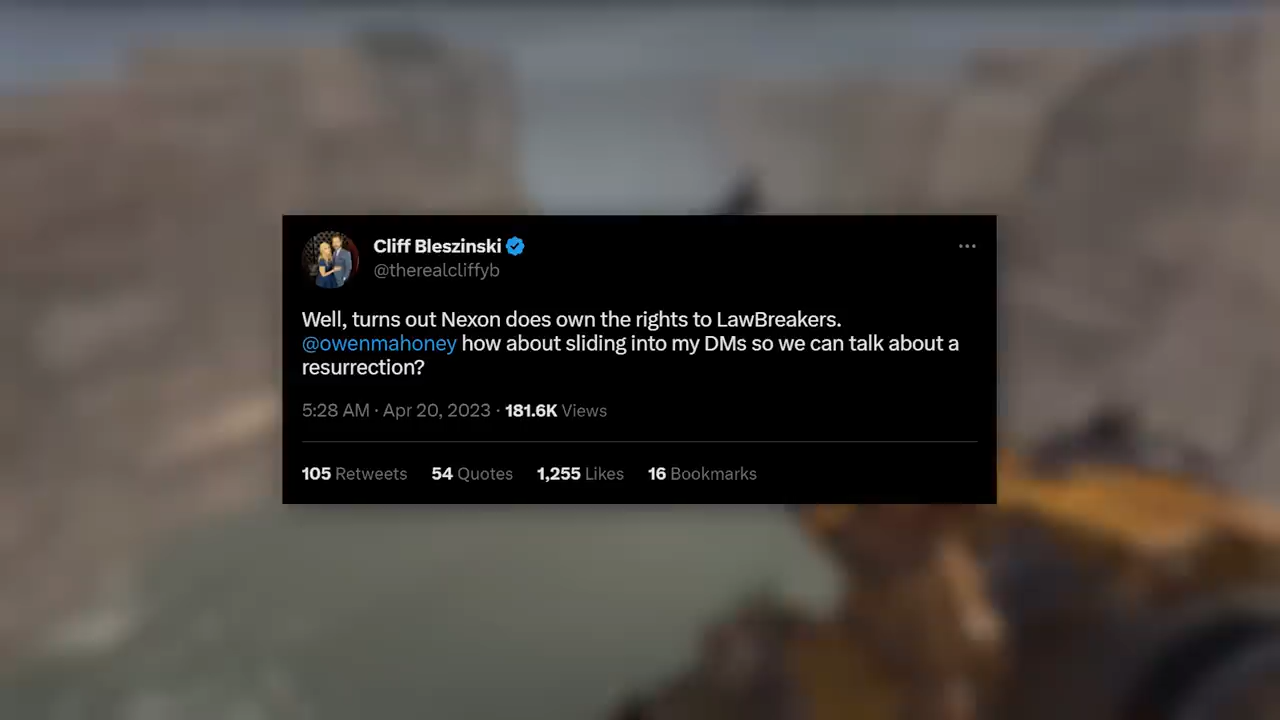 Cliff Bleszinski
@therealcliffyb
Well, turns out Nexon does own the rights to LawBreakers.
@owenmahoney how about sliding into my DMs so we can talk about a
resurrection?
5:28 AM · Apr 20, 2023 · 181.6K Views
105 Retweets 54 Quotes 1,255 Likes 16 Bookmarks